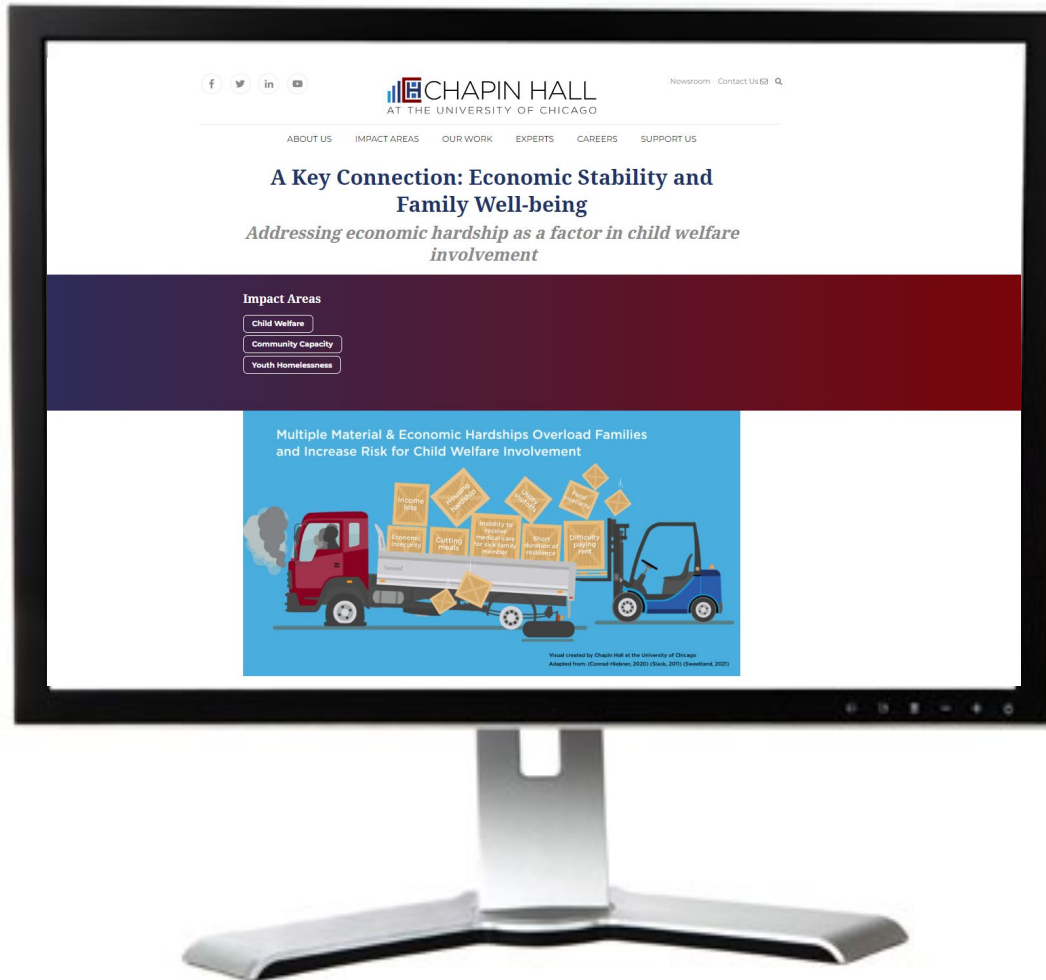 CHAPIN HALL
AT THE UNIVERSITY OF CHICAGO
Newsroom Contact Us
ABOUT US IMPACT AREAS OUR WORK EXPERTS CAREERS SUPPORT US
A Key Connection: Economic Stability and
Family Well-being
Addressing economic hardship as a factor in child welfare
involvement
Impact Areas
Child Welfare
Community Capacity
Youth Homelessness
Multiple Material & Economic Hardships Overload Families
and Increase Risk for Child Welfare Involvement
Income
loss
Housing
hardship
Utility
shutoffs
Food
insecurity
Economic
insecurity
Cutting
meals
Inability to
receive
medical care
for sick family
member
Short
duration of
residence
Difficulty
paying
rent
Visual created by Chapin Hall at the University of Chicago
Adapted from: (Conrad-Hiebner, 2020) (Slack, 2011) (Sweetland, 2021)